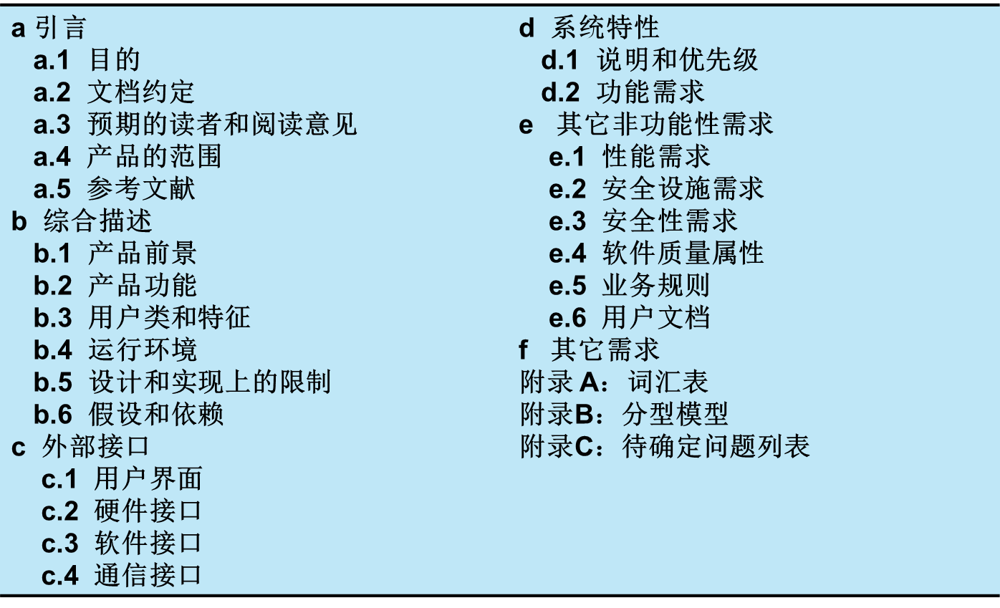 a 引言
a.1 目的
a.2 文档约定
a.3 预期的读者和阅读意见
a.4 产品的范围
a.5 参考文献
b 综合描述
b.1 产品前景
b.2 产品功能
b.3 用户类和特征
b.4 运行环境
b.5 设计和实现上的限制
b.6 假设和依赖
c 外部接口
c.1 用户界面
c.2 硬件接口
c.3 软件接口
c.4 通信接口
d 系统特性
d.1 说明和优先级
d.2 功能需求
e 其它非功能性需求
e.1 性能需求
e.2 安全设施需求
e.3 安全性需求
e.4 软件质量属性
e.5 业务规则
e.6 用户文档
f 其它需求
附录 A：词汇表
附录B：分型模型
附录C：待确定问题列表